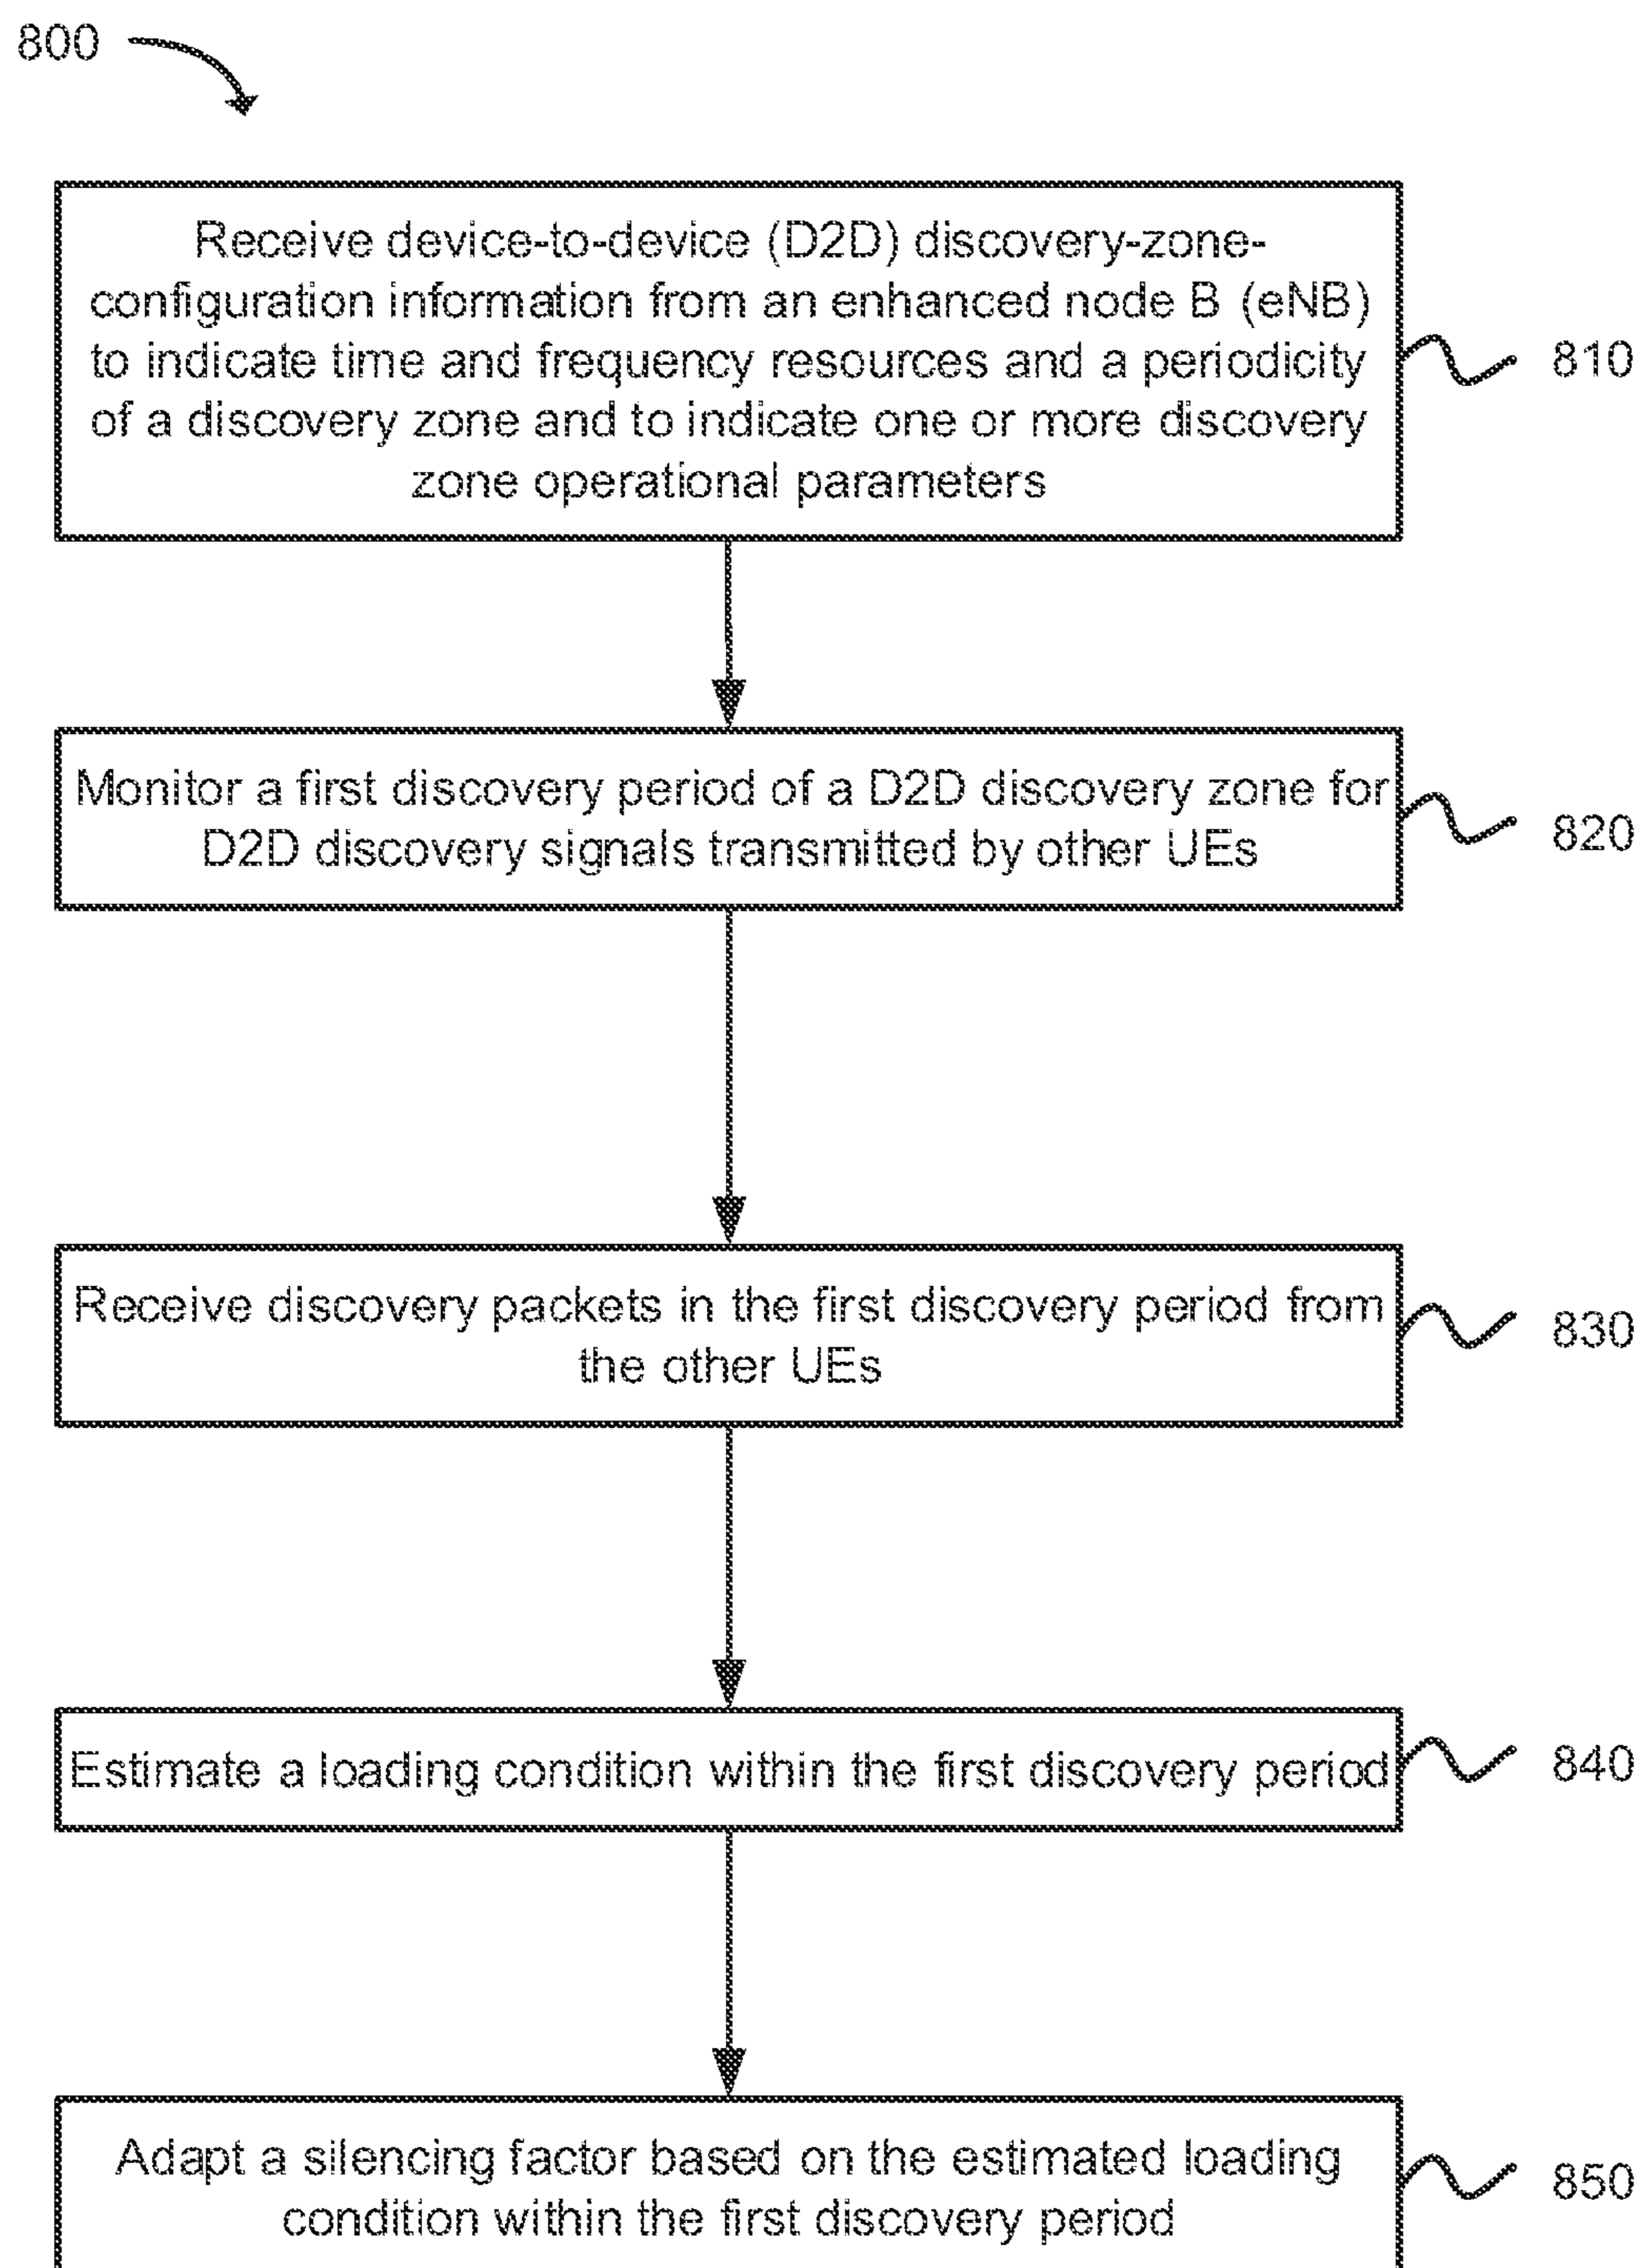 800
Receive device-to-device (D2D) discovery-zone-
configuration information from an enhanced node B (eNB)
to indicate time and frequency resources and a periodicity
of a discovery zone and to indicate one or more discovery
zone operational parameters
810
Monitor a first discovery period of a D2D discovery zone for
D2D discovery signals transmitted by other UEs
820
Receive discovery packets in the first discovery period from
the other UEs
830
Estimate a loading condition within the first discovery period
840
Adapt a silencing factor based on the estimated loading
condition within the first discovery period
850